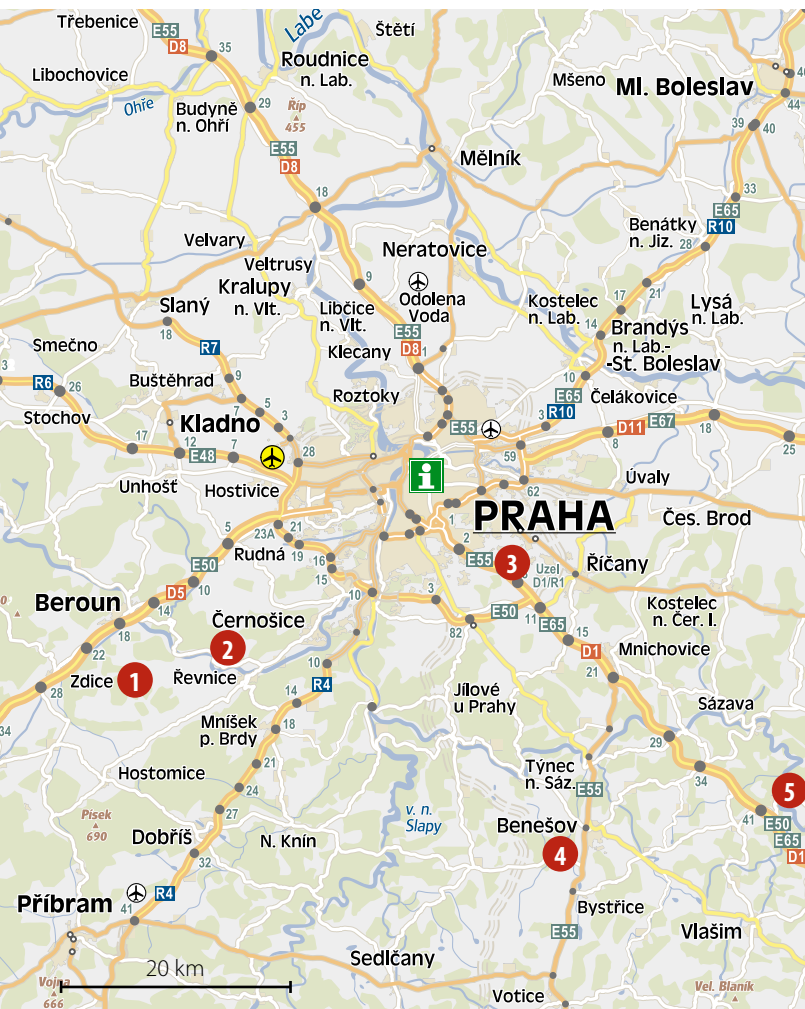 Třebenice
E55
D8
35
Labe
Štětí
Roudnice
n. Lab.
Libochovice
Ohře
Budyně
n. Ohří
29
Říp
455
Mšeno
Ml. Boleslav
44
39
40
E55
D8
Mělník
18
33
E65
R10
Benátky
n. Jiz.
28
Velvary
Neratovice
Veltrusy
Kralupy
n. Vlt.
9
Odolena
Voda
21
17
Slaný
18
Libčice
n. Vlt.
Kostelec
n. Lab.
14
Lysá
n. Lab.
Brandýs
n. Lab.-
-St. Boleslav
Smečno
R7
E55
D8
1
Klecany
3
R6
26
Buštěhrad
9
10
E65
Čelákovice
Roztoky
Stochov
7
5
3
Kladno
E55
3
R10
D11
E67
18
8
17
12
E48
7
28
59
25
Unhošť
Hostivice
62
Úvaly
PRAHA
Čes. Brod
5
23A
21
1
2
Rudná
19
16
15
E50
E55
3
Uzel
D1/R1
Říčany
D5
10
Beroun
14
10
3
E50
11
Kostelec
n. Čer. l.
Černošice
18
82
E65
15
D1
2
22
10
Mnichovice
1
28
Zdice
Řevnice
R4
21
14
Jílové
u Prahy
Sázava
Mníšek
p. Brdy
18
34
29
21
Hostomice
24
Týnec
n. Sáz.
34
E55
5
27
Písek
690
v. n.
Slapy
Benešov
41
E50
E65
D1
Dobříš
N. Knín
32
4
R4
Příbram
41
Bystřice
E55
Vlašim
Sedlčany
20 km
Vojna
666
Votice
Vel. Blaník